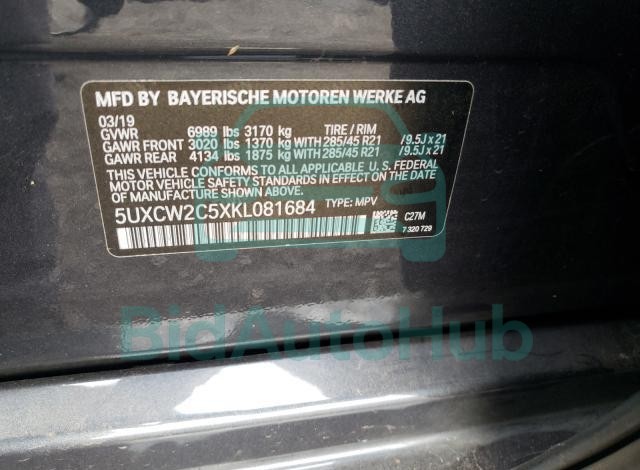 MFD BY BAYERISCHE MOTOREN WERKE AG
03/19
GVWR 6989 lbs 3170 kg TIRE / RIM
GAWR FRONT 3020 lbs 1370 kg WITH 285/45 R21 /9.5J x 21
GAWR REAR 4134 lbs 1875 kg WITH 285/45 R21 /9.5J x 21
THIS VEHICLE CONFORMS TO ALL APPLICABLE U. S. FEDERAL
MOTOR VEHICLE SAFETY STANDARDS IN EFFECT ON THE DATE OF
MANUFACTURE SHOWN ABOVE.
5UXCW2C5XKL081684 TYPE: MPV
C27M
7 320 729
BidAutoHub